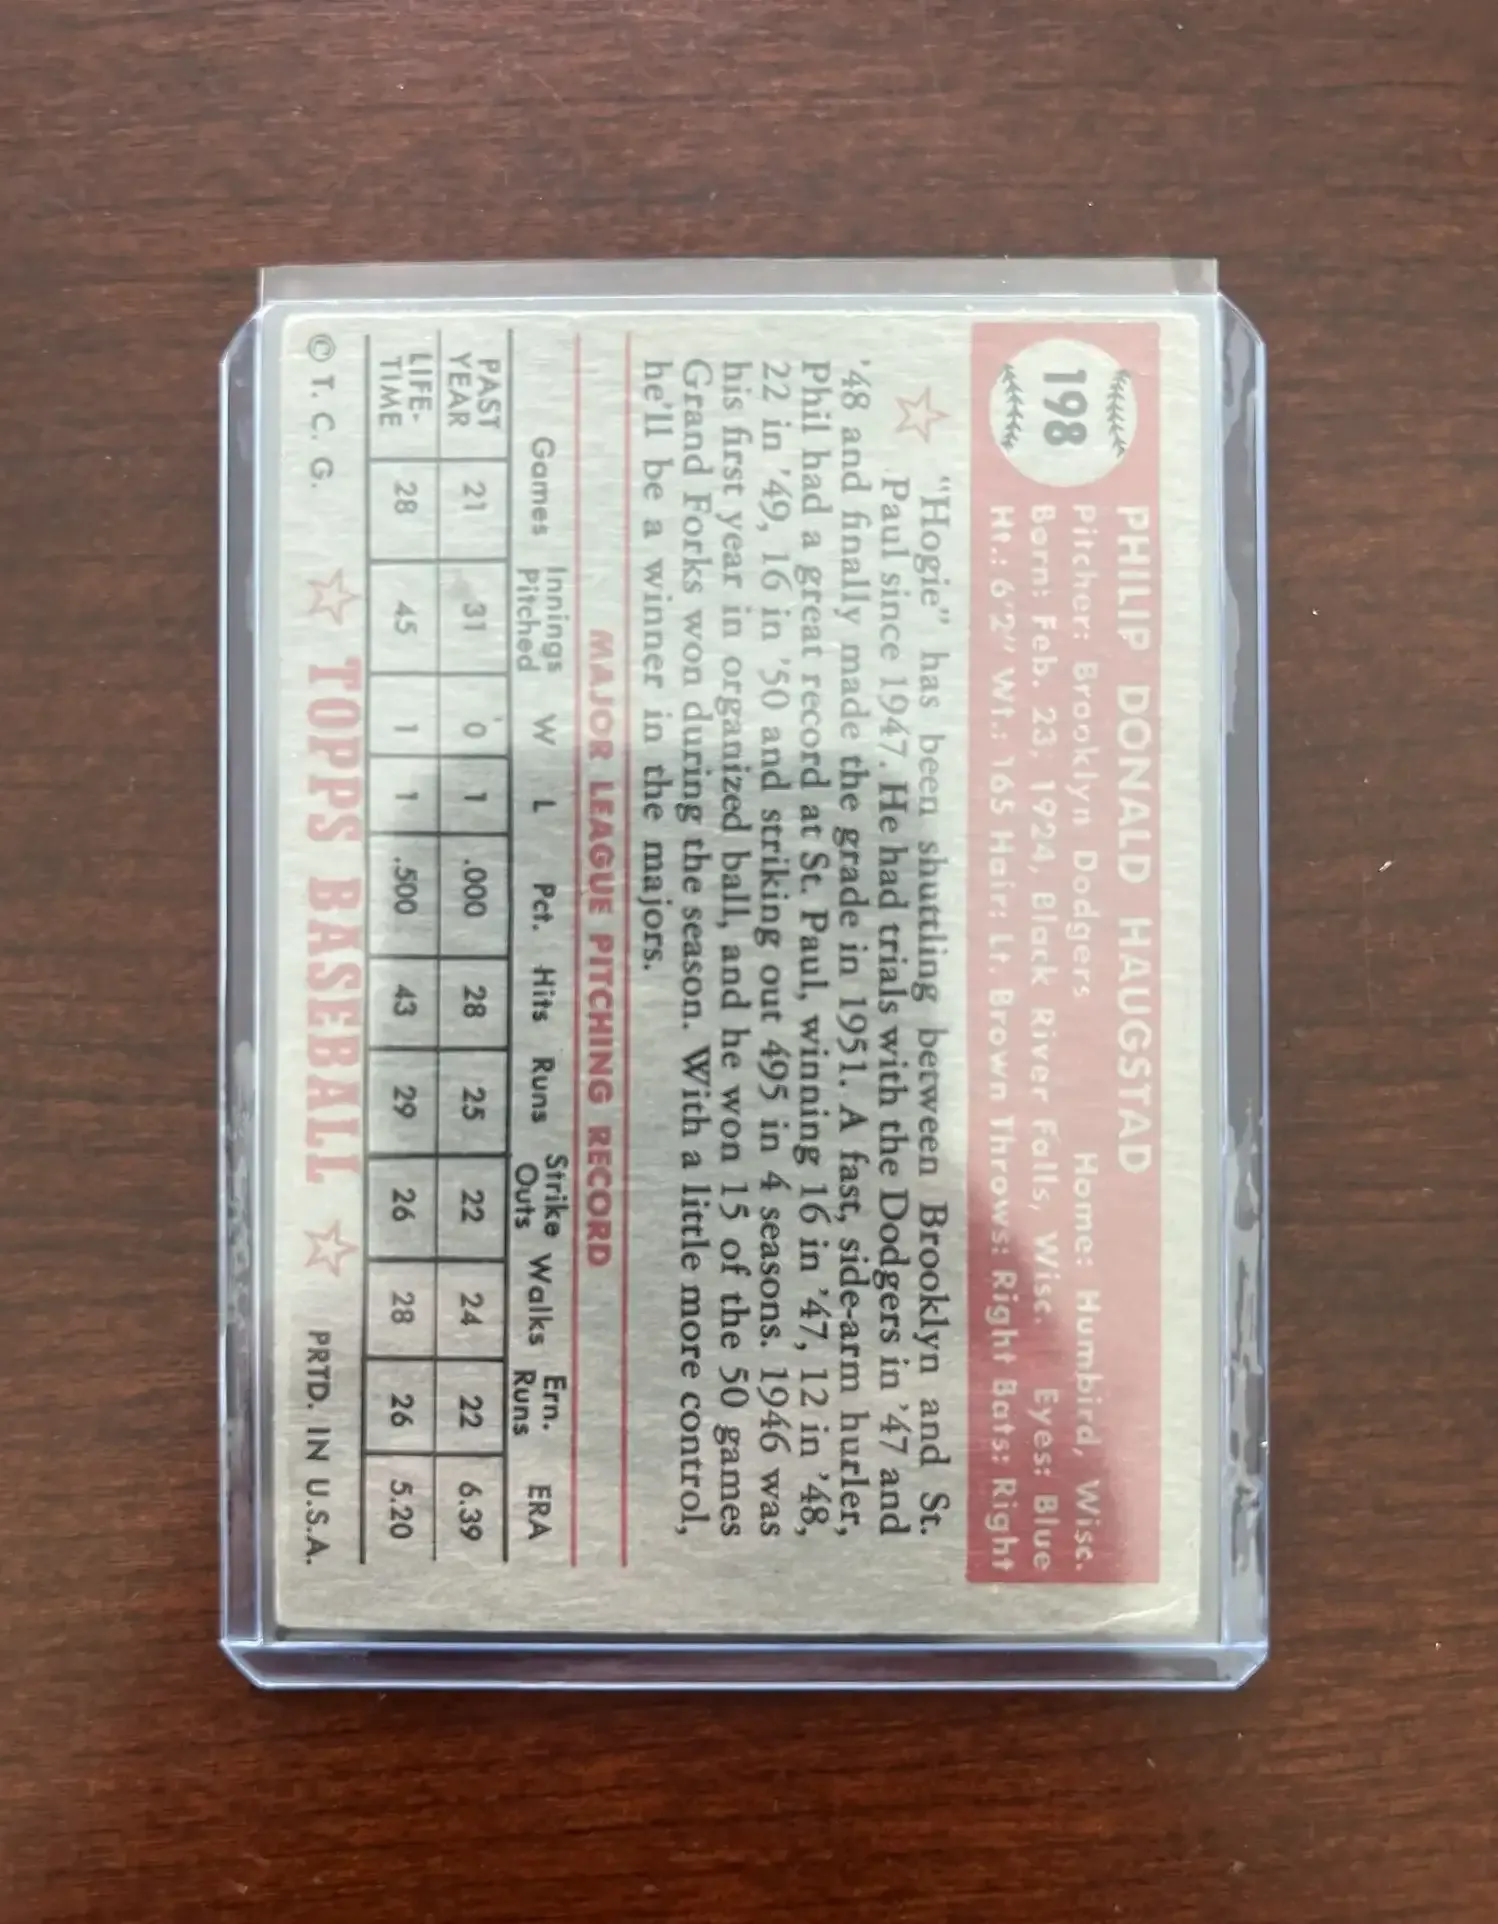 198
PHILIP DONALD HAUGSTAD
Pitcher: Brooklyn Dodgers Home: Humbird, Wisc.
Born: Feb. 23, 1924, Black River Falls, Wisc. Eyes: Blue
Ht.: 6'2" Wt.: 165 Hair: Lt. Brown Throws: Right Bats: Right
"Hogie" has been shuttling between Brooklyn and St.
Paul since 1947. He had trials with the Dodgers in '47 and
'48 and finally made the grade in 1951. A fast, side-arm hurler,
Phil had a great record at St. Paul, winning 16 in '47, 12 in '48,
22 in '49, 16 in '50 and striking out 495 in 4 seasons. 1946 was
his first year in organized ball, and he won 15 of the 50 games
Grand Forks won during the season. With a little more control,
he'll be a winner in the majors.
MAJOR LEAGUE PITCHING RECORD
Games Innings Pitched W L Pct. Hits Runs Strike Outs Walks Ern. Runs ERA
PAST YEAR 21 31 0 1 .000 28 25 22 24 22 6.39
LIFE-TIME 28 45 1 1 .500 43 29 26 28 26 5.20
© T. C. G. TOPPS BASEBALL PRTD. IN U.S.A.